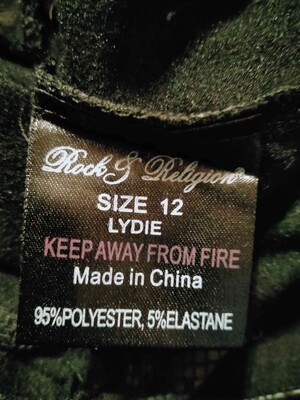 Rock & Religion
SIZE 12
LYDIE
KEEP AWAY FROM FIRE
Made in China
95%POLYESTER, 5%ELASTANE